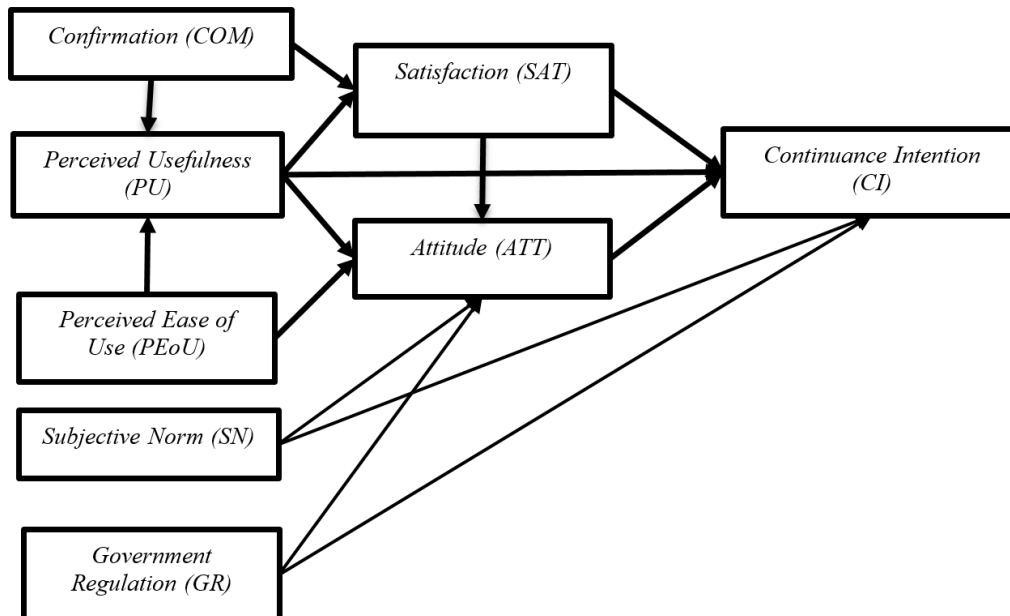 Confirmation (COM)
Satisfaction (SAT)
Perceived Usefulness
(PU)
Continuance Intention
(CI)
Attitude (ATT)
Perceived Ease of
Use (PEoU)
Subjective Norm (SN)
Government
Regulation (GR)